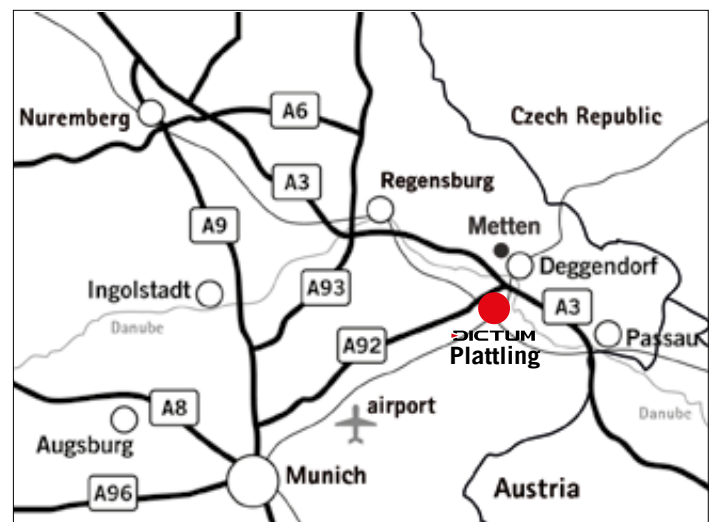 A6
Nuremberg
Czech Republic
A3
Regensburg
A9
Metten
Deggendorf
Ingolstadt
A93
A3
Danube
DICTUM
Plattling
A92
Passau
A8
airport
Danube
Augsburg
Munich
A96
Austria